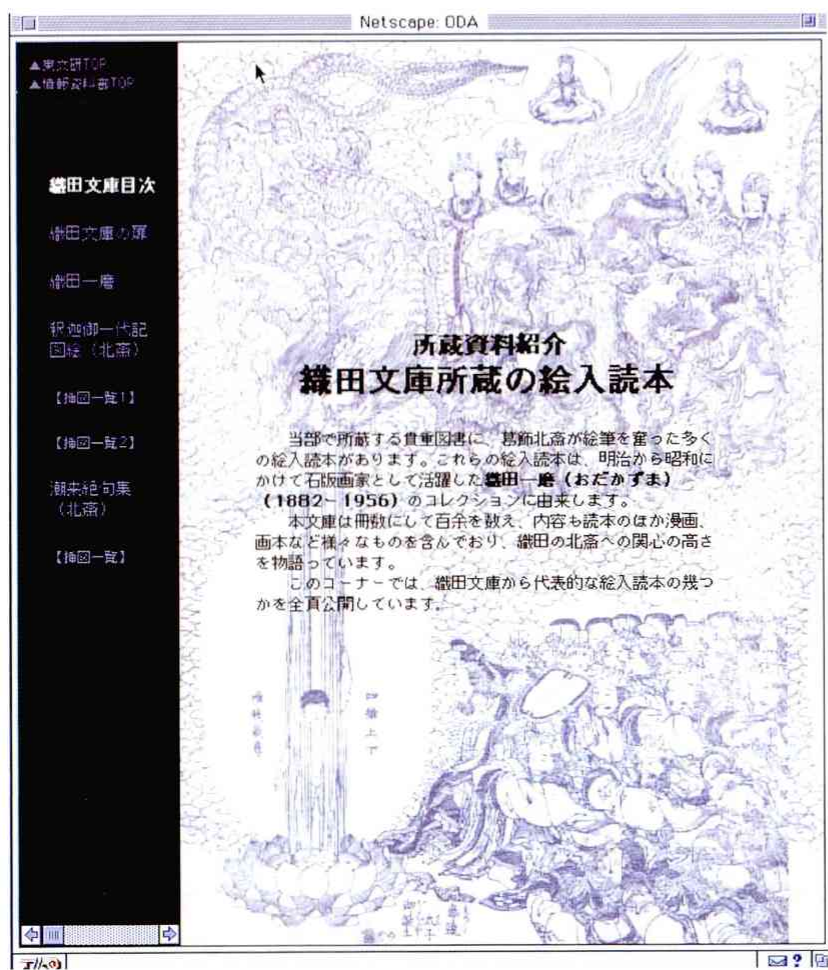 Netscape: ODA
▲東文研TOP
▲情報資料部TOP
織田文庫目次
織田文庫の扉
織田一磨
釈迦御一代記
図絵（北斎）
【挿図一覧1】
【挿図一覧2】
潮来絶句集
（北斎）
【挿図一覧】
所蔵資料紹介
織田文庫所蔵の絵入読本
当部で所蔵する貴重図書に、葛飾北斎が絵筆を奮った多く
の絵入読本があります。これらの絵入読本は、明治から昭和に
かけて石版画家として活躍した織田一磨（おだかずま）
（1882－1956）のコレクションに由来します。
本文庫は冊数にして百余を数え、内容も読本のほか漫画、
画本など様々なものを含んでおり、織田の北斎への関心の高さ
を物語っています。
このコーナーでは、織田文庫から代表的な絵入読本の幾つ
かを全頁公開しています。
四維上下